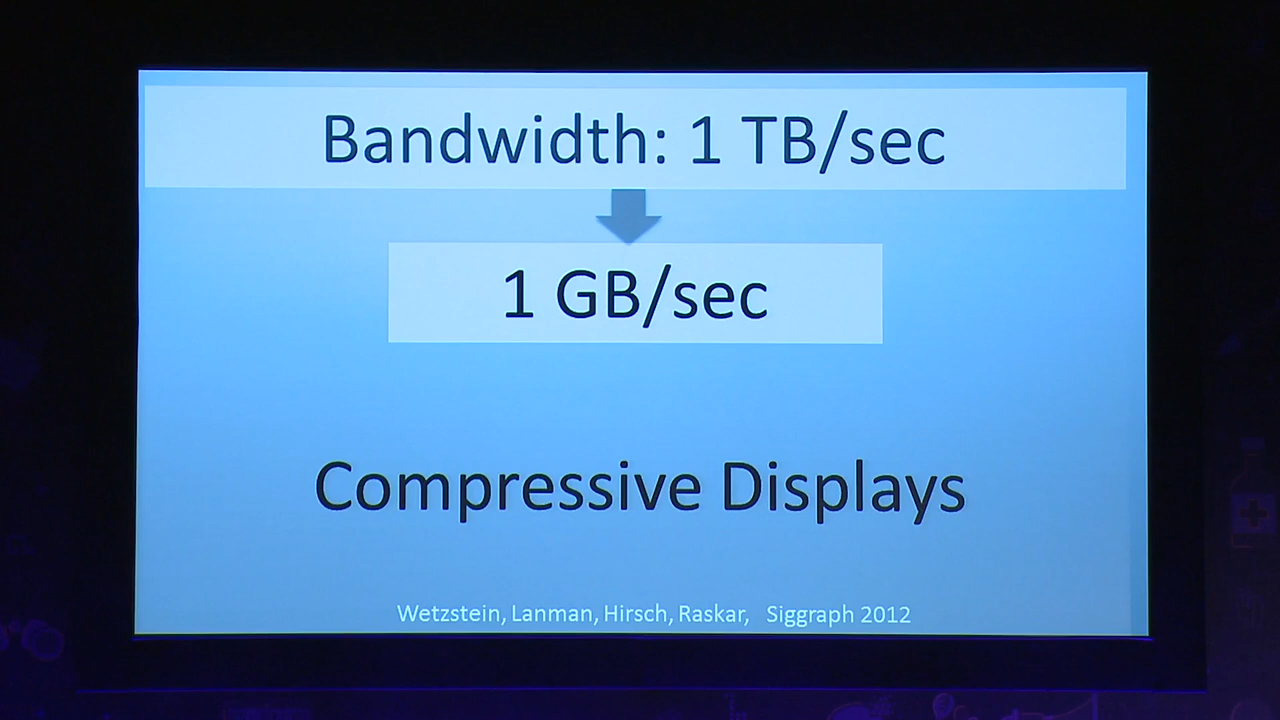 Bandwidth: 1 TB/sec
1 GB/sec
Compressive Displays
Wetzstein, Lanman, Hirsch, Raskar, Siggraph 2012